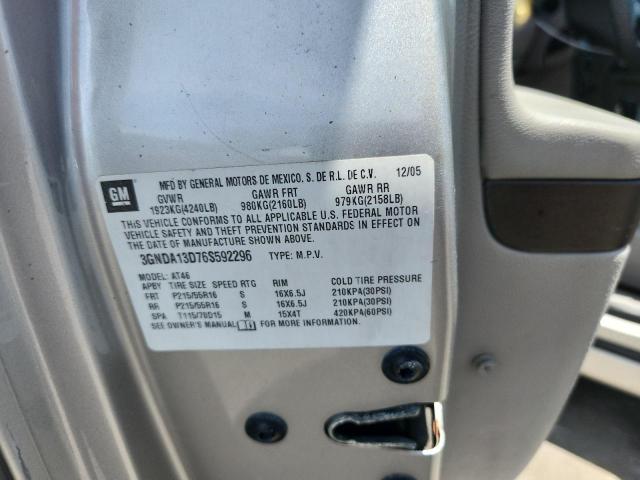 GM
MFD BY GENERAL MOTORS DE MEXICO. S. DE R.L. DE C.V. 12/05
GVWR GAWR FRT GAWR RR
1923KG(4240LB) 980KG(2160LB) 979KG(2158LB)
THIS VEHICLE CONFORMS TO ALL APPLICABLE U.S. FEDERAL MOTOR
VEHICLE SAFETY AND THEFT PREVENTION STANDARDS IN EFFECT ON
THE DATE OF MANUFACTURE SHOWN ABOVE.
3GNDA13D76S592296 TYPE: M.P.V.
MODEL: AT46
APBY TIRE SIZE SPEED RTG RIM COLD TIRE PRESSURE
FRT P215/55R16 S 16X6.5J 210KPA(30PSI)
RR P215/55R16 S 16X6.5J 210KPA(30PSI)
SPA T115/70D15 M 15X4T 420KPA(60PSI)
SEE OWNER'S MANUAL FOR MORE INFORMATION.